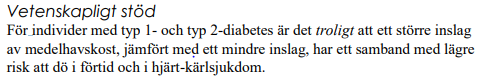 Vetenskapligt stöd
För individer med typ 1- och typ 2-diabetes är det troligt att ett större inslag
av medelhavskost, jämfört med ett mindre inslag, har ett samband med lägre
risk att dö i förtid och i hjärt-kärlsjukdom.